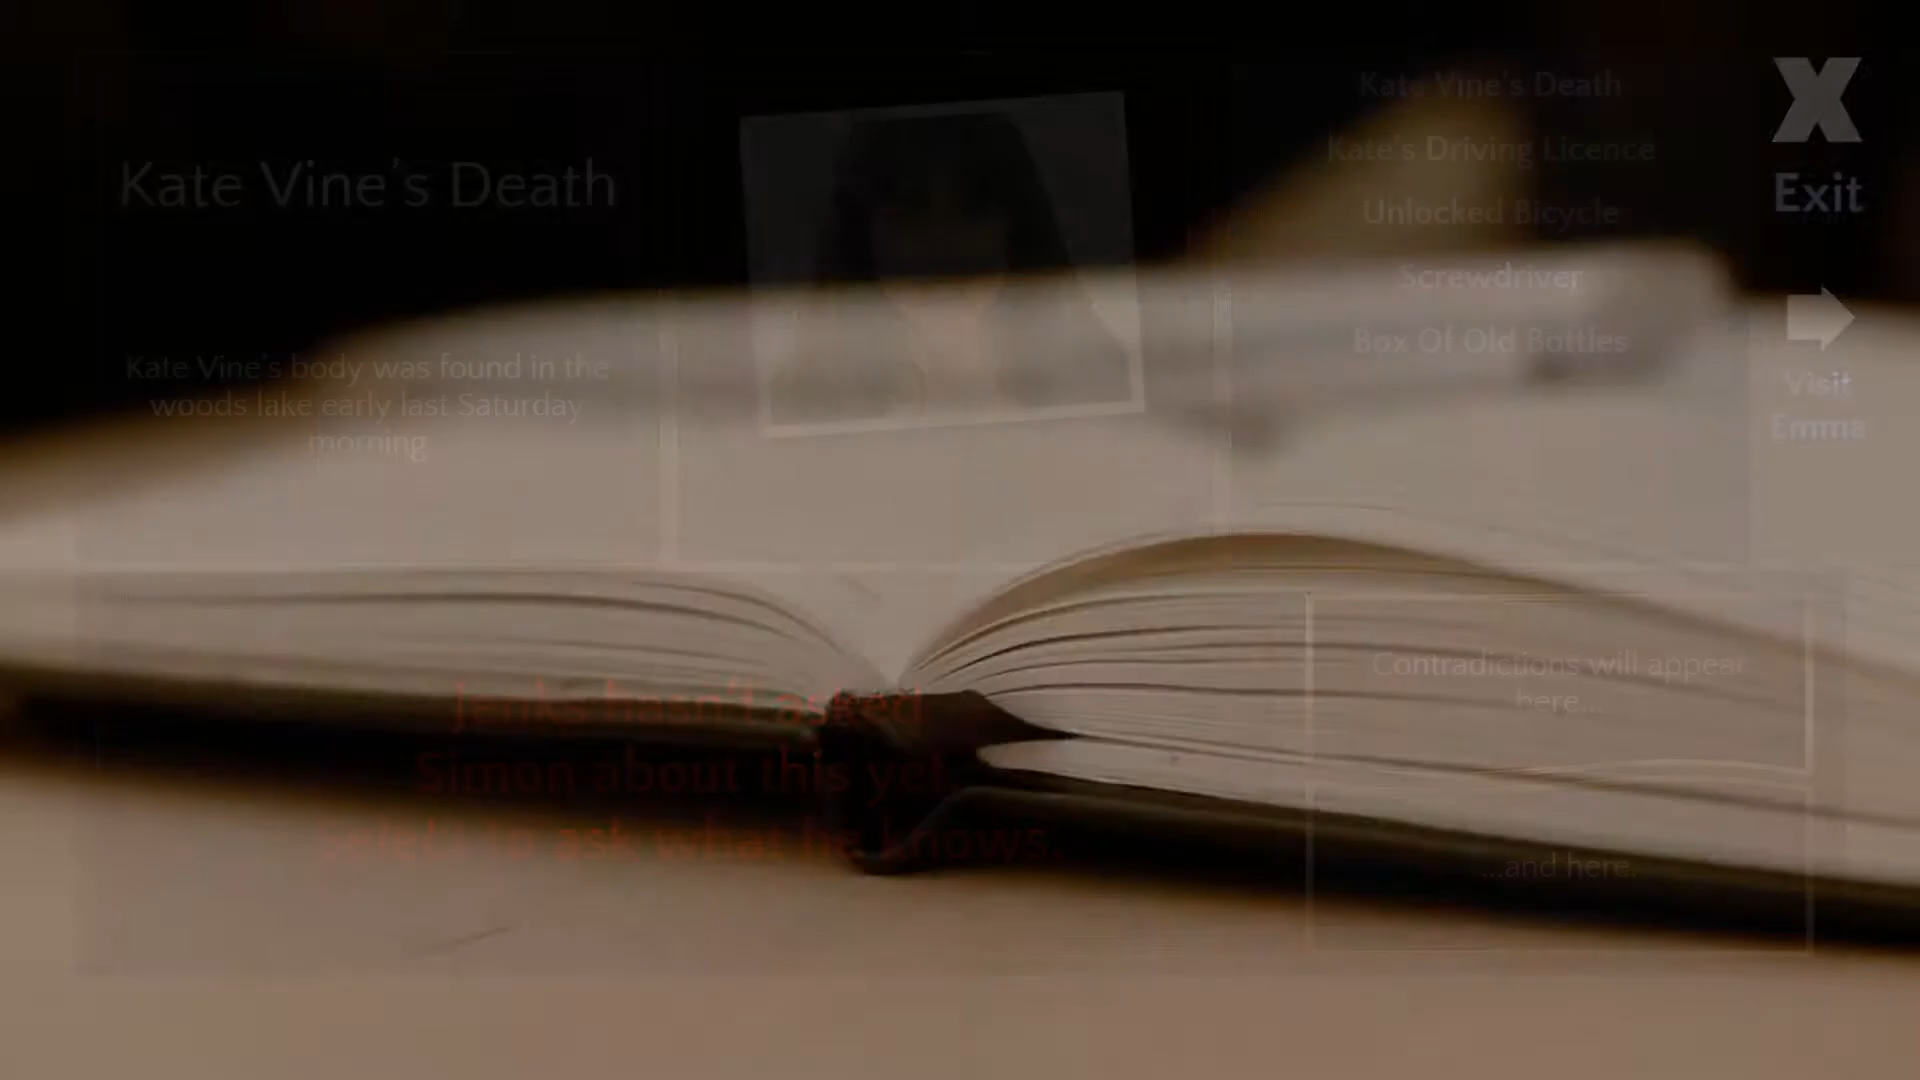 Kate Vine's Death
Kate Vine's body was found in the
woods lake early last Saturday
morning
Kate Vine's Death
Kate's Driving Licence
Unlocked Bicycle
Screwdriver
Box Of Old Bottles
X
Exit
Visit
Emma
Jenks hasn't asked
Simon about this yet
select to ask what he knows.
Contradictions will appear
here...
...and here.